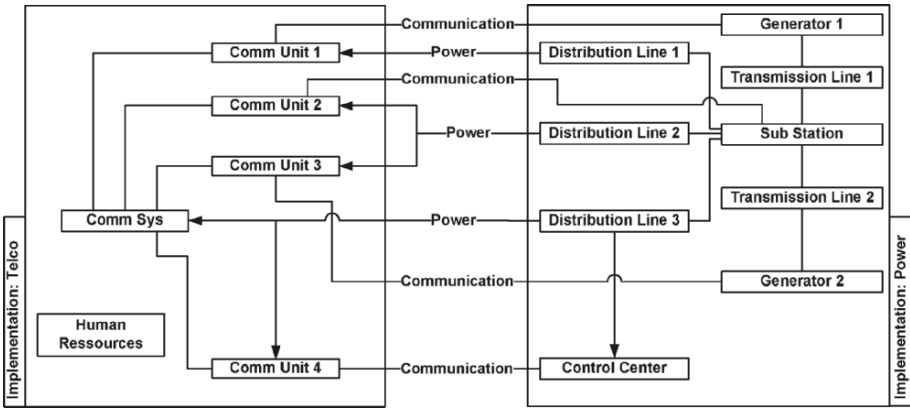 Communication
Generator 1
Comm Unit 1
Power
Distribution Line 1
Communication
Transmission Line 1
Comm Unit 2
Power
Distribution Line 2
Sub Station
Comm Unit 3
Transmission Line 2
Comm Sys
Power
Distribution Line 3
Communication
Generator 2
Human
Ressources
Comm Unit 4
Communication
Control Center
Implementation: Telco
Implementation: Power